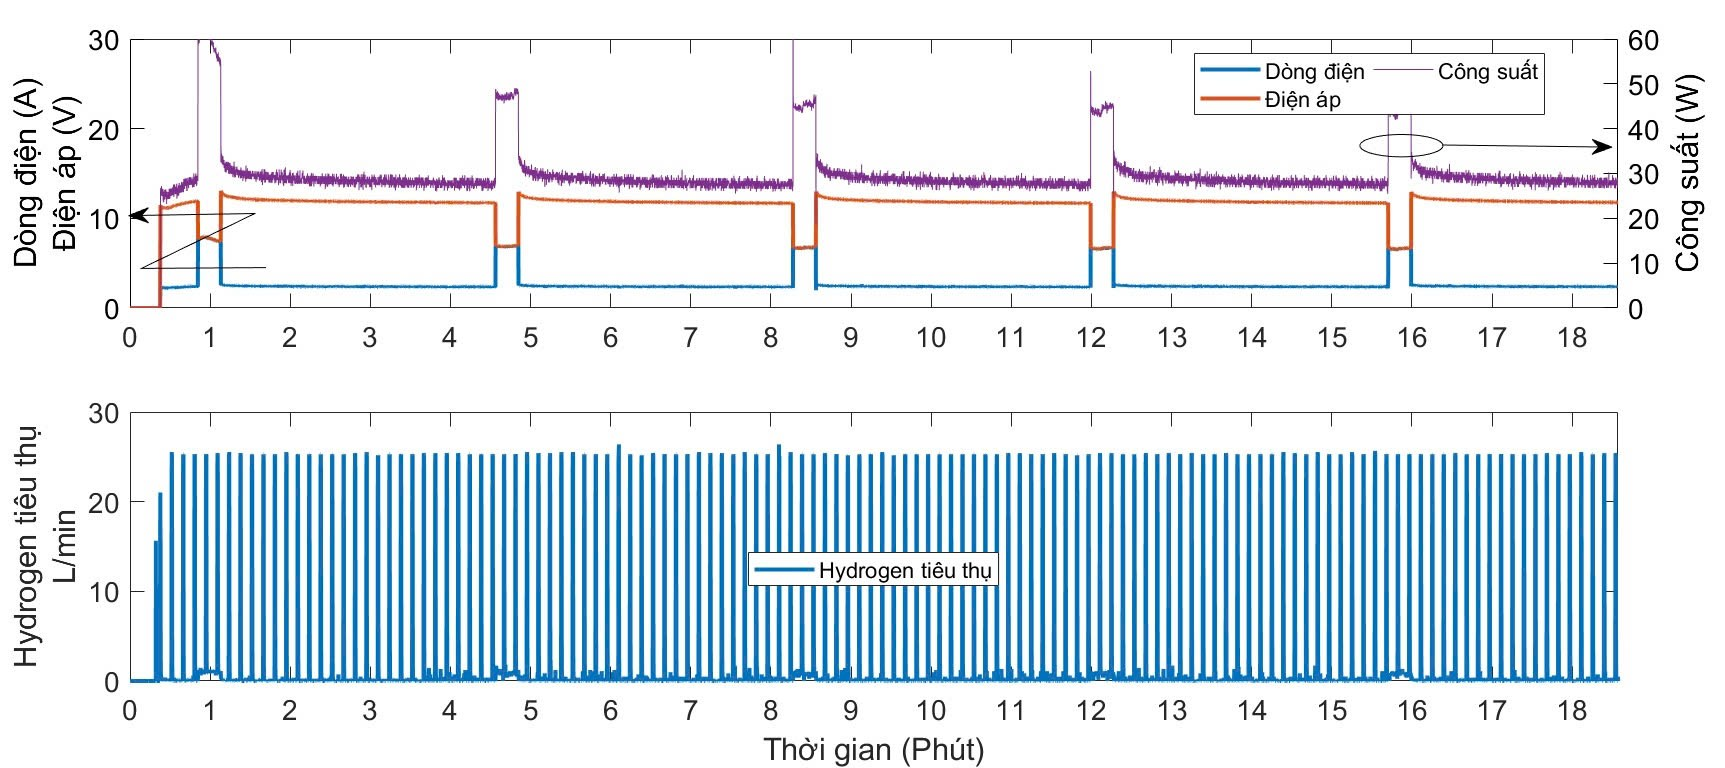 Dòng điện (A)
Điện áp (V)
30
20
10
0
60
50
40
30
20
10
0
Công suất (W)
Dòng điện
Công suất
Điện áp
0 1 2 3 4 5 6 7 8 9 10 11 12 13 14 15 16 17 18
Hydrogen tiêu thụ
L/min
30
20
10
0
Hydrogen tiêu thụ
0 1 2 3 4 5 6 7 8 9 10 11 12 13 14 15 16 17 18
Thời gian (Phút)